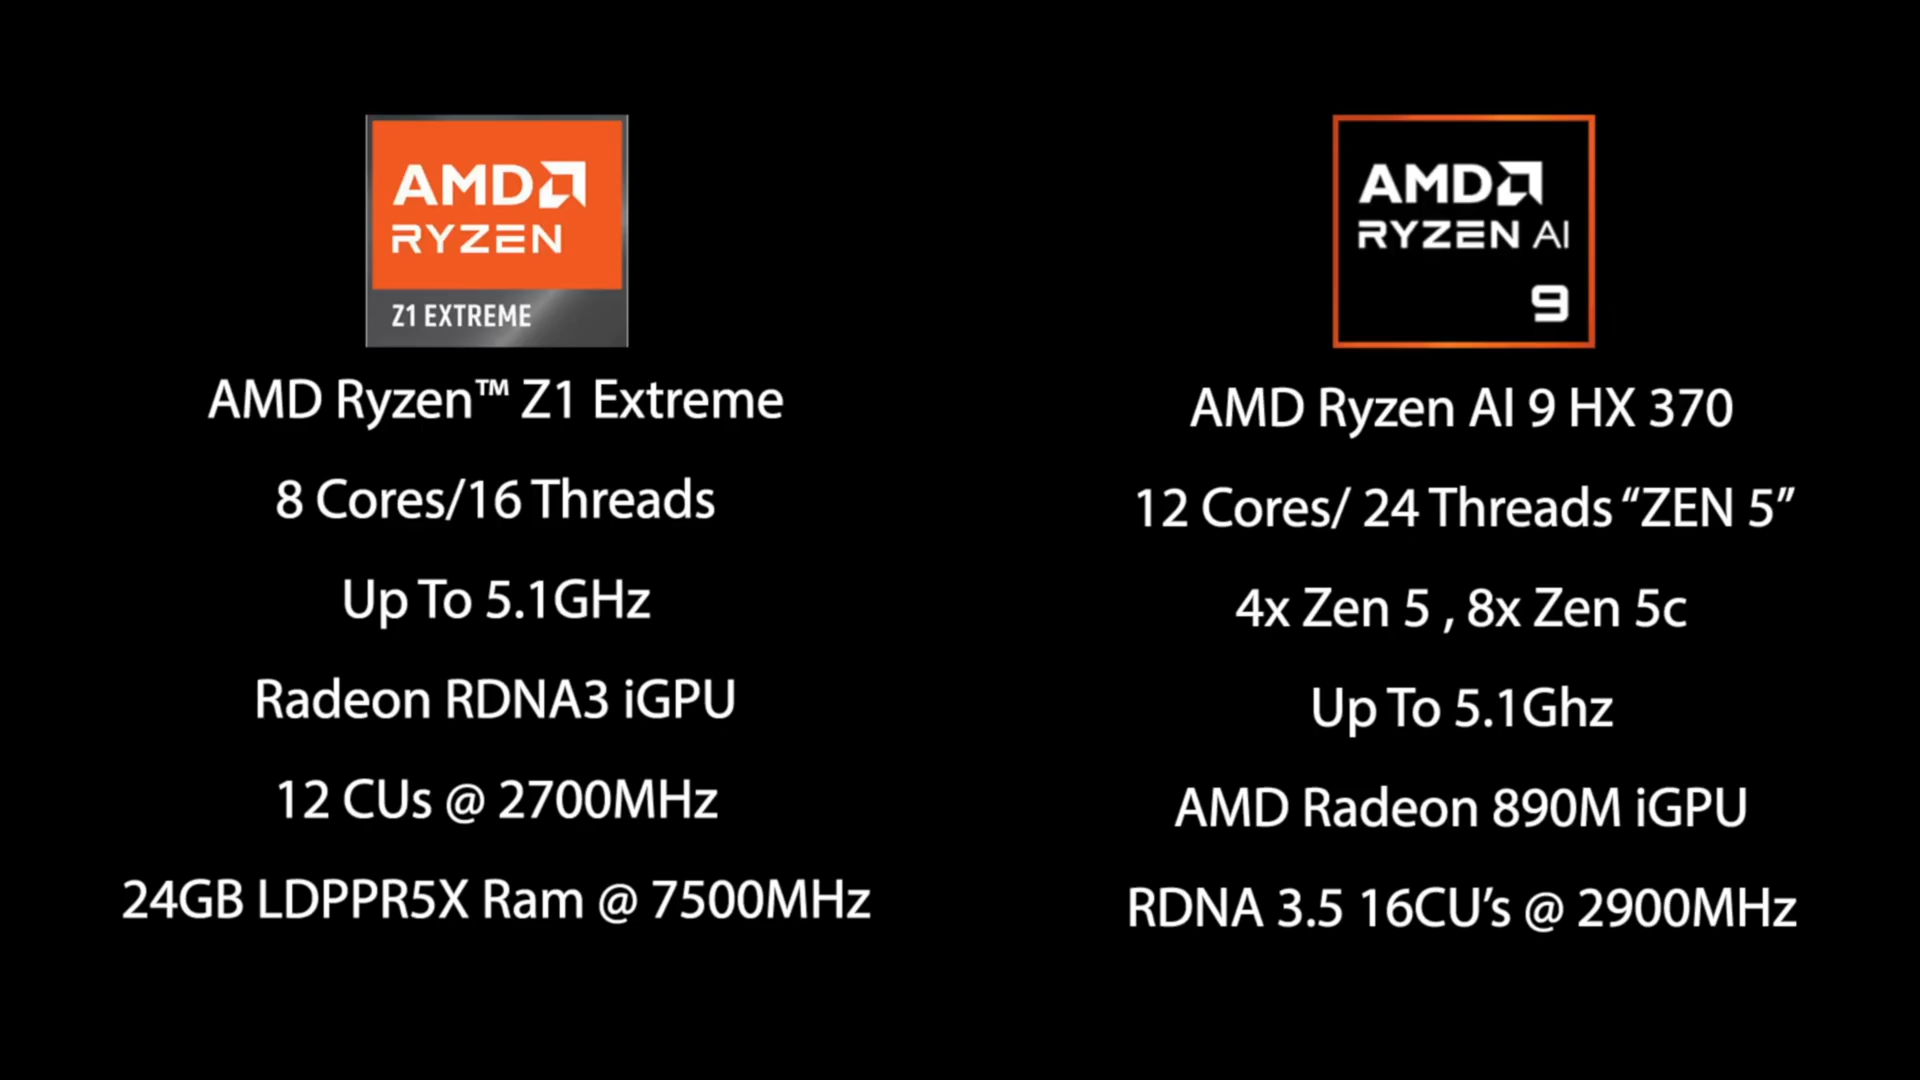 AMD
RYZEN
Z1 EXTREME
AMD Ryzen™ Z1 Extreme
8 Cores/16 Threads
Up To 5.1GHz
Radeon RDNA3 iGPU
12 CUs @ 2700MHz
24GB LDPPR5X Ram @ 7500MHz
AMD
RYZEN AI
9
AMD Ryzen AI 9 HX 370
12 Cores/ 24 Threads “ZEN 5”
4x Zen 5 , 8x Zen 5c
Up To 5.1Ghz
AMD Radeon 890M iGPU
RDNA 3.5 16CU’s @ 2900MHz